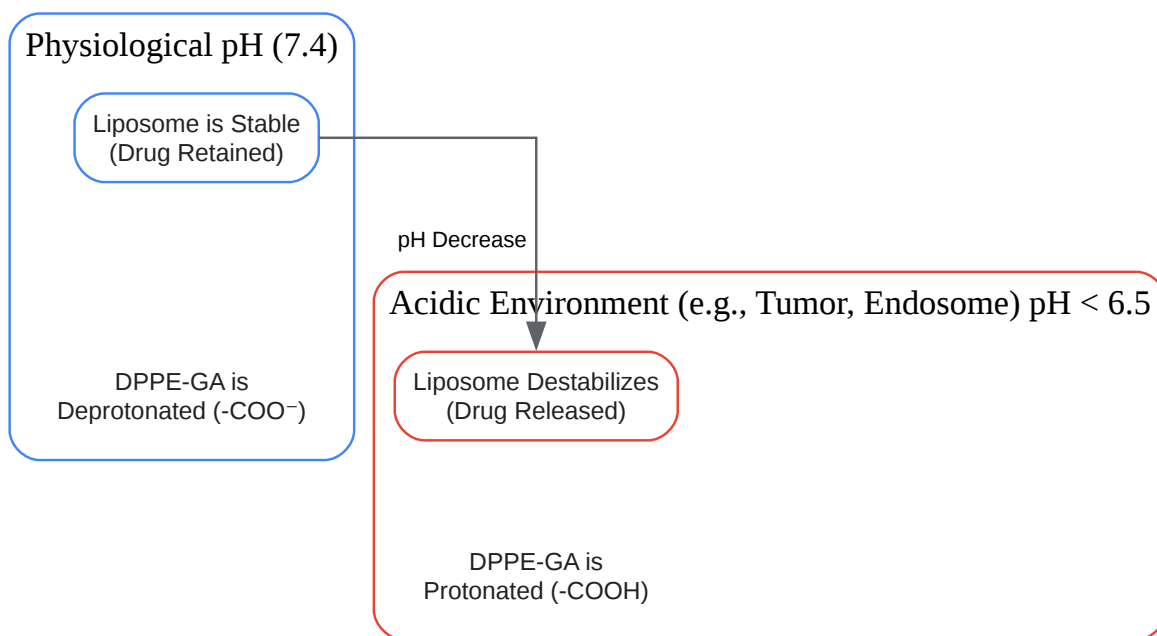 Physiological pH (7.4)
Liposome is Stable
(Drug Retained)
pH Decrease
DPPE-GA is
Deprotonated (-COO⁻)
Acidic Environment (e.g., Tumor, Endosome) pH < 6.5
Liposome Destabilizes
(Drug Released)
DPPE-GA is
Protonated (-COOH)